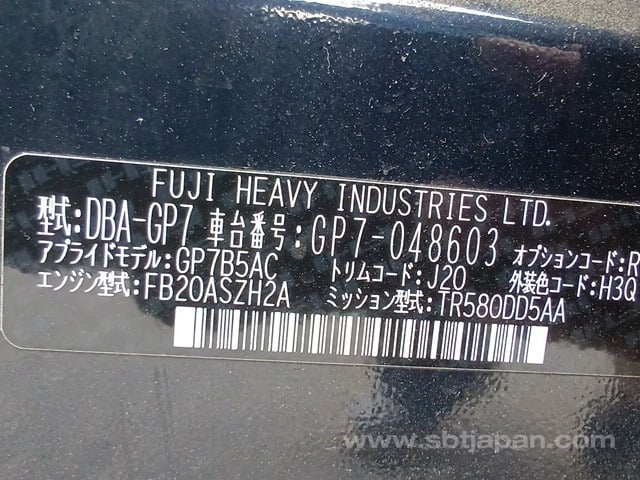 FUJI HEAVY INDUSTRIES LTD.
型式:DBA-GP7 車台番号:GP7-048603 オプションコード:R
アプライドモデル:GP7B5AC トリムコード:J20 外装色コード:H3Q
エンジン型式:FB20ASZH2A ミッション型式:TR580DD5AA
www.sbtjapan.com